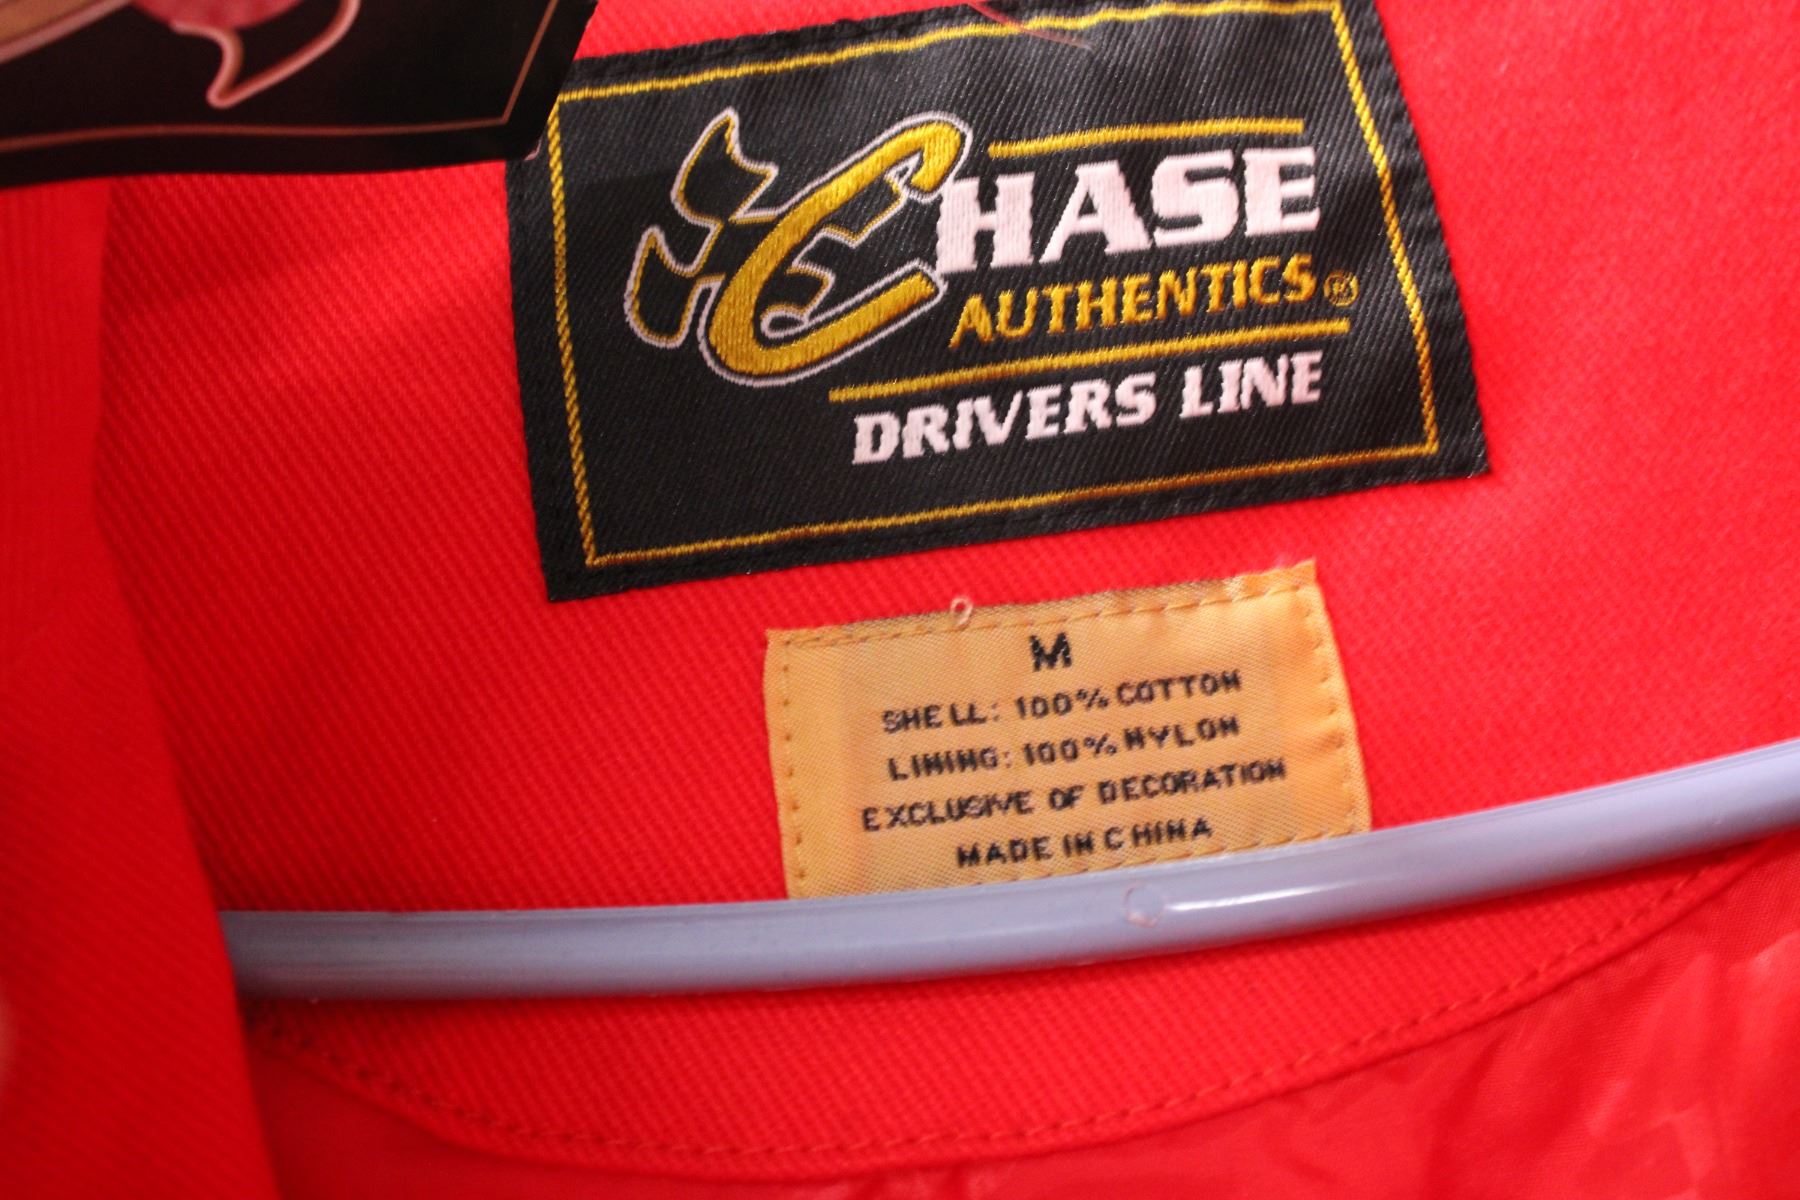 CHASE
AUTHENTICS®
DRIVERS LINE
M
SHELL: 100% COTTON
LINING: 100% NYLON
EXCLUSIVE OF DECORATION
MADE IN CHINA